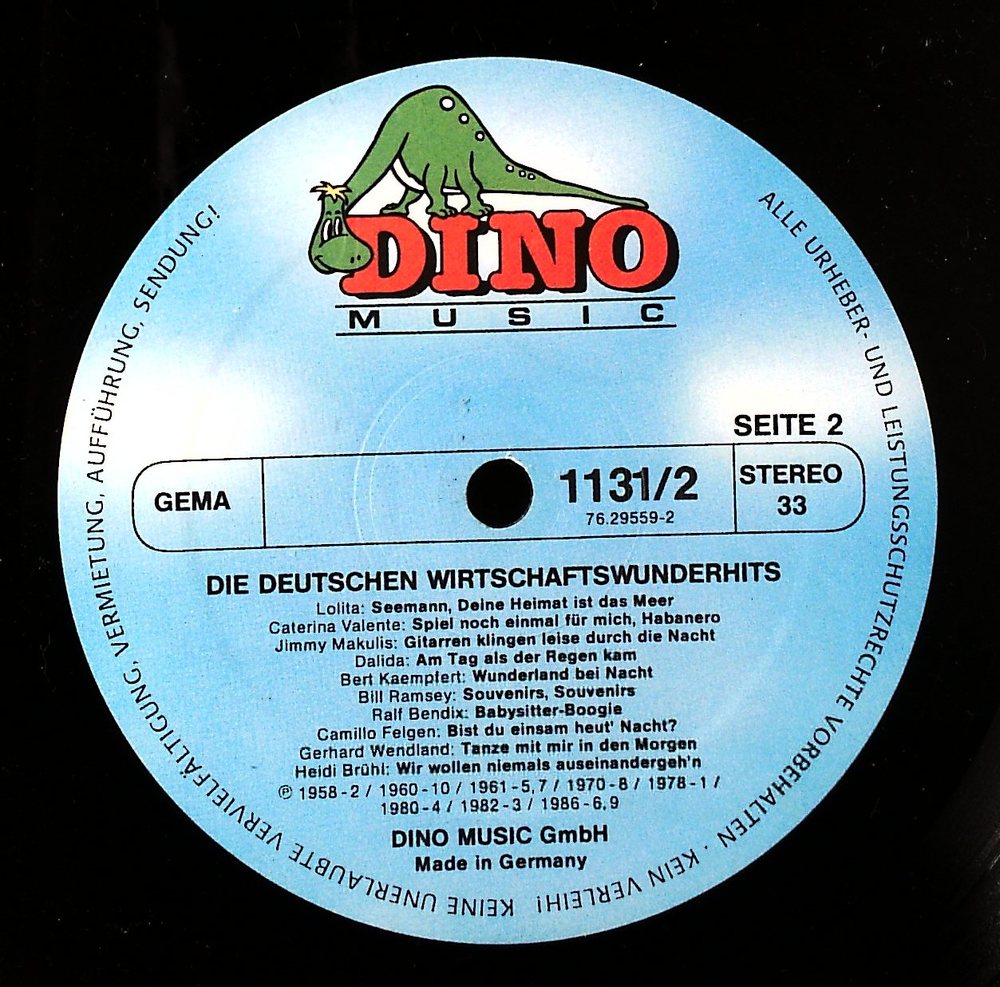 DINO
MUSIC
SEITE 2
GEMA
1131/2
76.29559-2
STEREO
33
DIE DEUTSCHEN WIRTSCHAFTSWUNDERHITS
Lolita: Seemann, Deine Heimat ist das Meer
Caterina Valente: Spiel noch einmal für mich, Habanero
Jimmy Makulis: Gitarren klingen leise durch die Nacht
Dalida: Am Tag als der Regen kam
Bert Kaempfert: Wunderland bei Nacht
Bill Ramsey: Souvenirs, Souvenirs
Ralf Bendix: Babysitter-Boogie
Camillo Felgen: Bist du einsam heut' Nacht?
Gerhard Wendland: Tanze mit mir in den Morgen
Heidi Brühl: Wir wollen niemals auseinandergeh'n
℗ 1958-2 / 1960-10 / 1961-5,7 / 1970-8 / 1978-1 /
1980-4 / 1982-3 / 1986-6,9
DINO MUSIC GmbH
Made in Germany
ALLE URHEBER- UND LEISTUNGSSCHUTZRECHTE VORBEHALTEN · KEIN VERLEIH! KEINE UNERLAUBTE VERVIELFÄLTIGUNG, VERMIETUNG, AUFFÜHRUNG, SENDUNG!